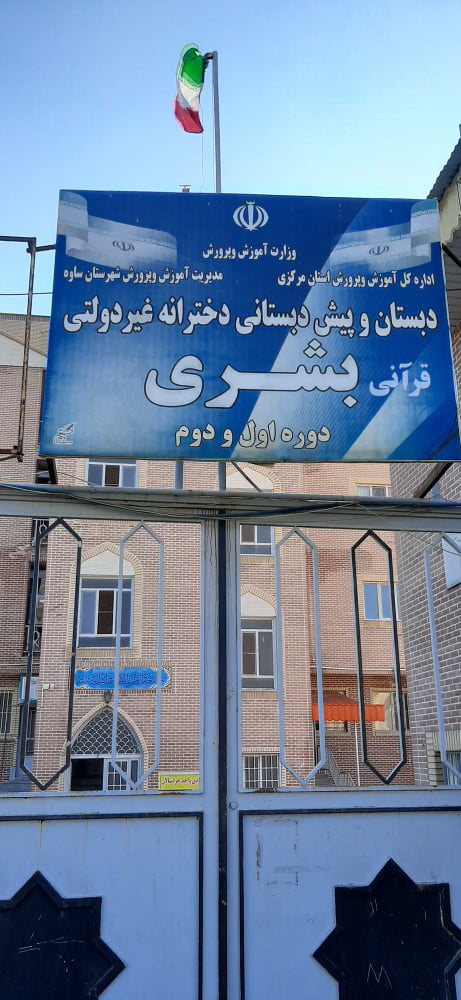 وزارت آموزش وپرورش
اداره کل آموزش وپرورش استان مرکزی
مدیریت آموزش وپرورش شهرستان ساوه
دبستان و پیش دبستانی دخترانه غیردولتی
قرآنی بشری
دوره اول و دوم